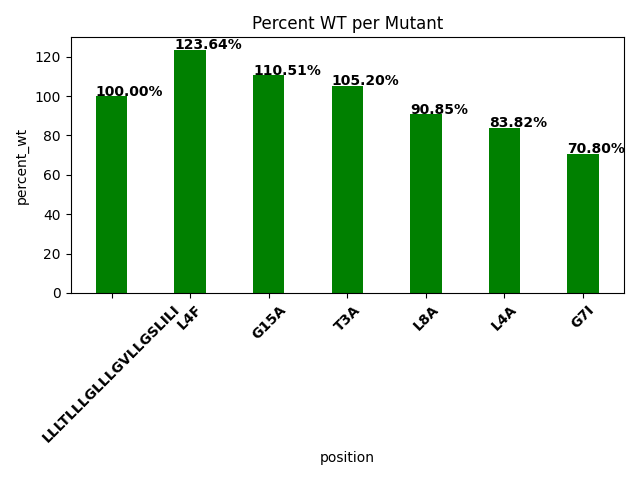 Percent WT per Mutant
percent_wt
120
100
80
60
40
20
0
100.00%
123.64%
110.51%
105.20%
90.85%
83.82%
70.80%
LLLTLLLGLLLGVLLGSLILI
L4F
G15A
T3A
L8A
L4A
G7I
position